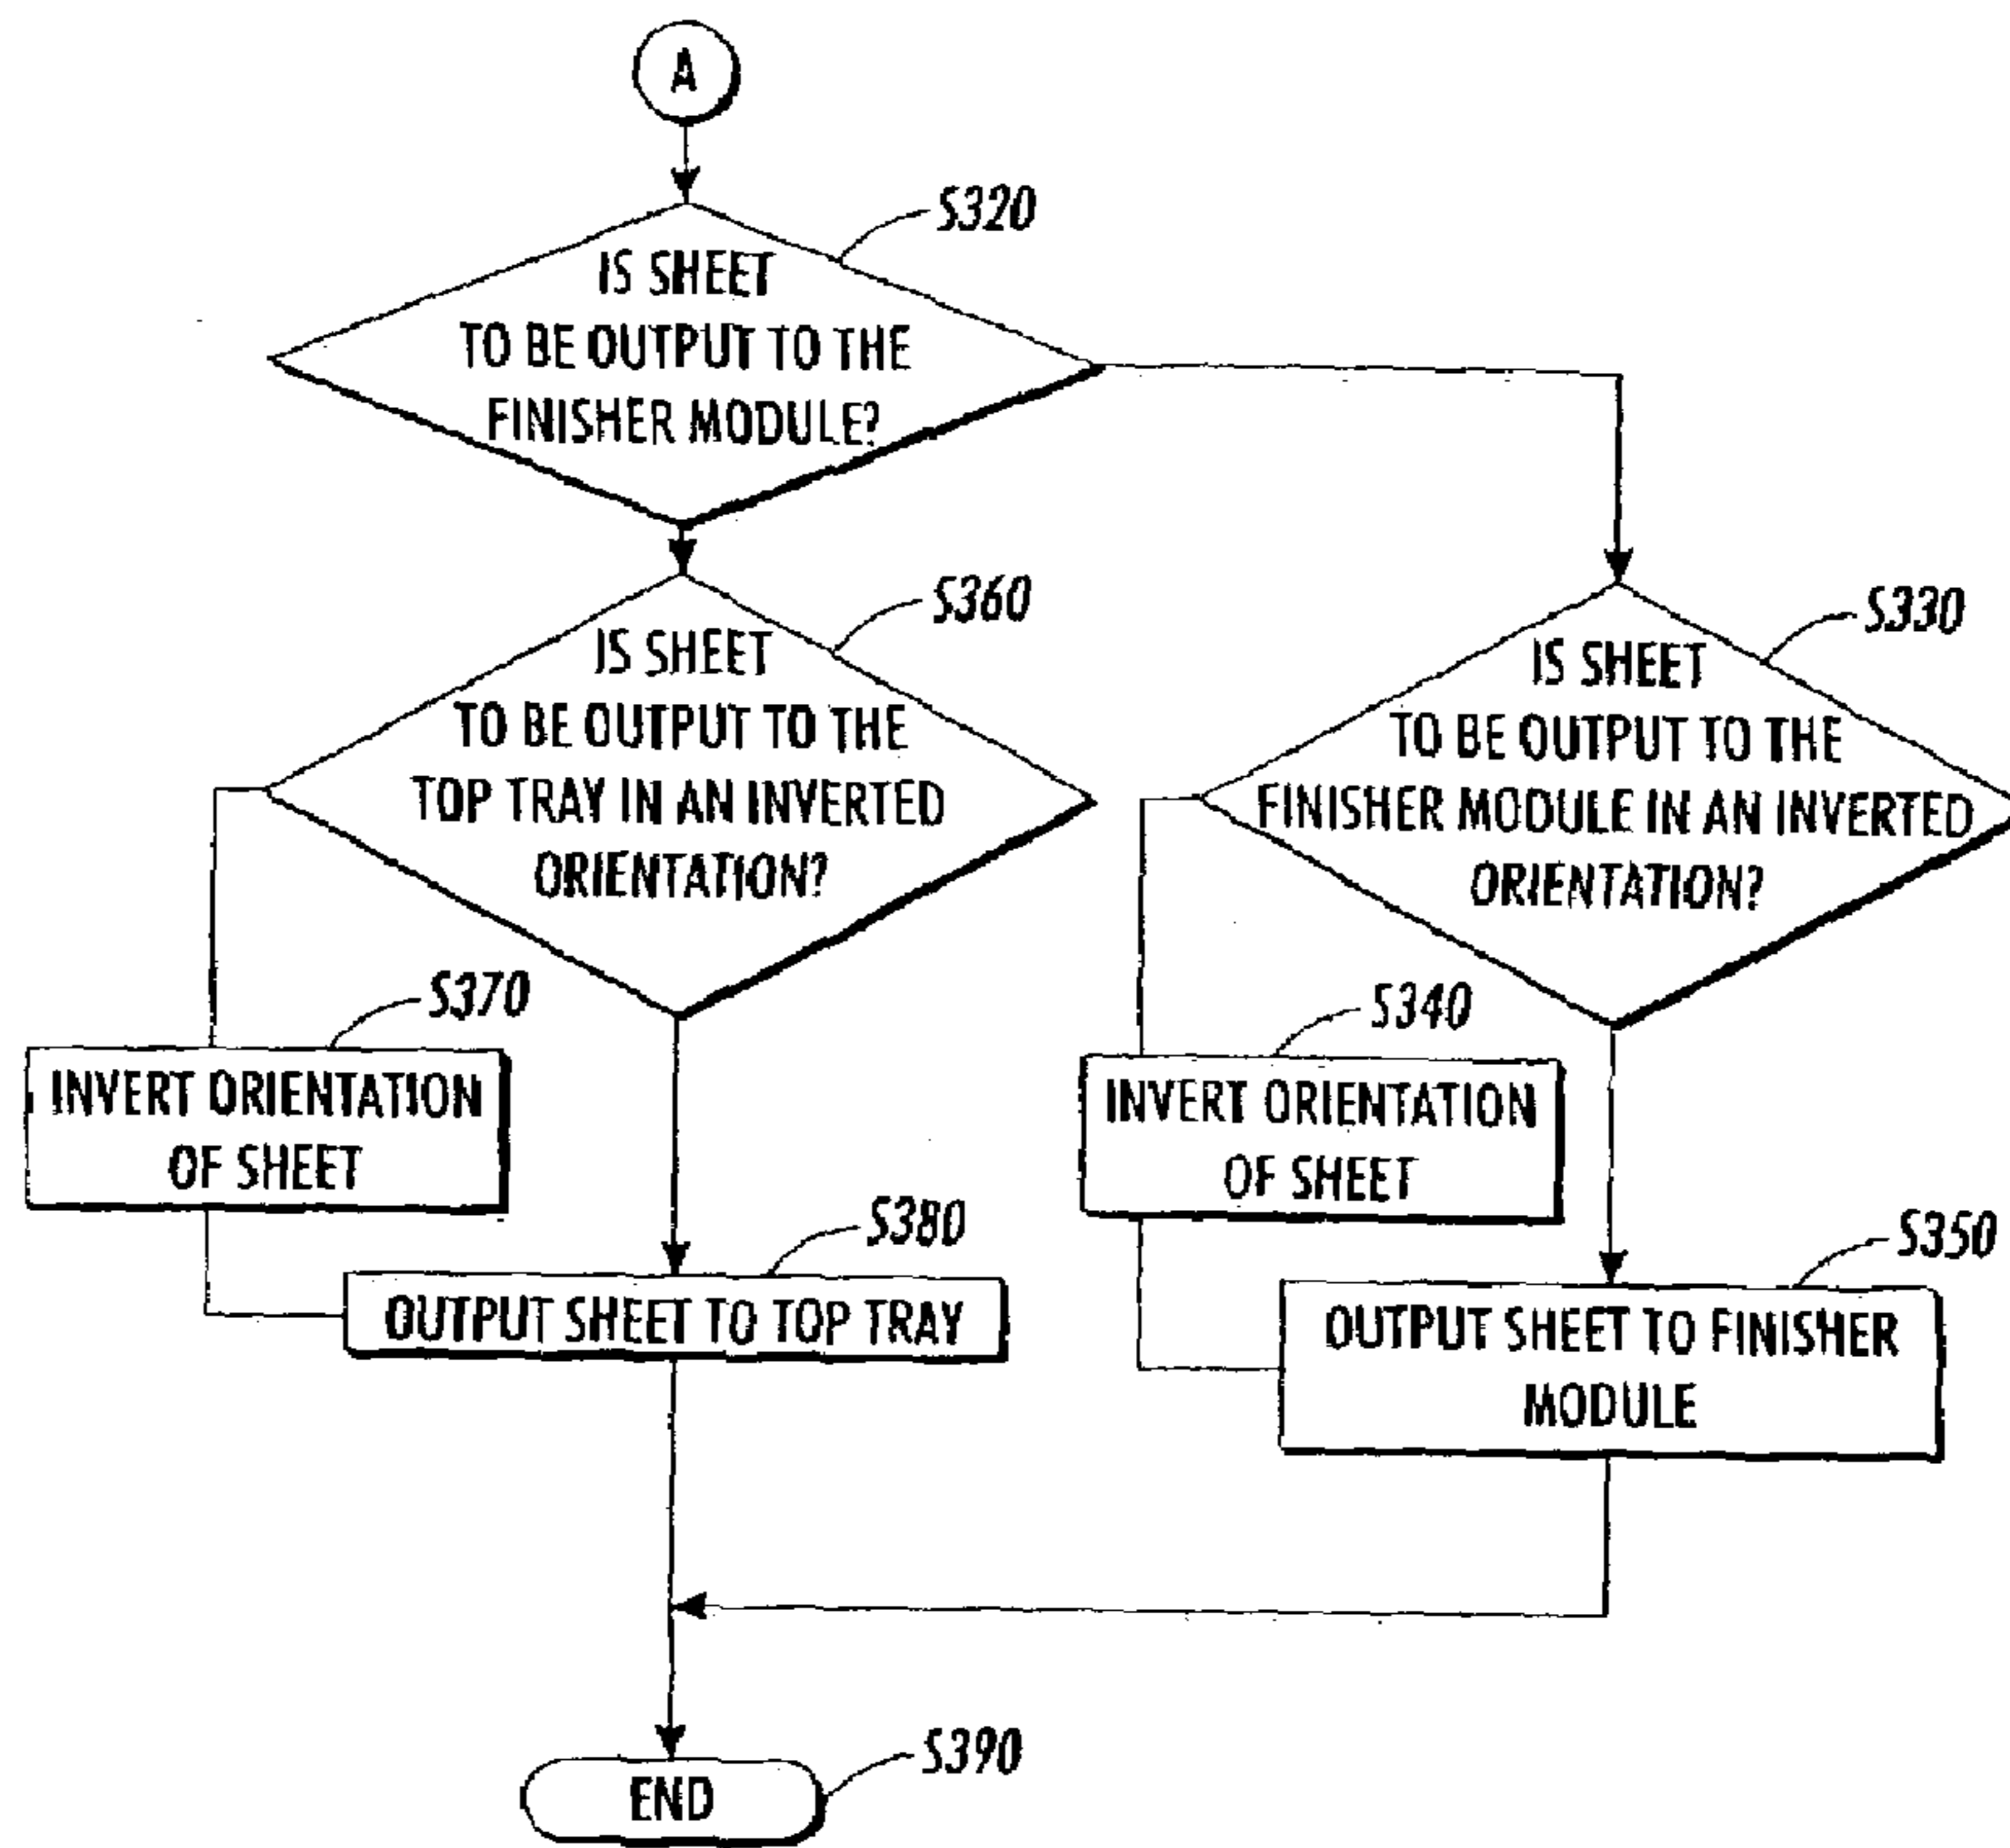 A
S320
IS SHEET
TO BE OUTPUT TO THE
FINISHER MODULE?
S360
IS SHEET
TO BE OUTPUT TO THE
TOP TRAY IN AN INVERTED
ORIENTATION?
S330
IS SHEET
TO BE OUTPUT TO THE
FINISHER MODULE IN AN INVERTED
ORIENTATION?
S370
INVERT ORIENTATION
OF SHEET
S340
INVERT ORIENTATION
OF SHEET
S380
OUTPUT SHEET TO TOP TRAY
S350
OUTPUT SHEET TO FINISHER
MODULE
S390
END